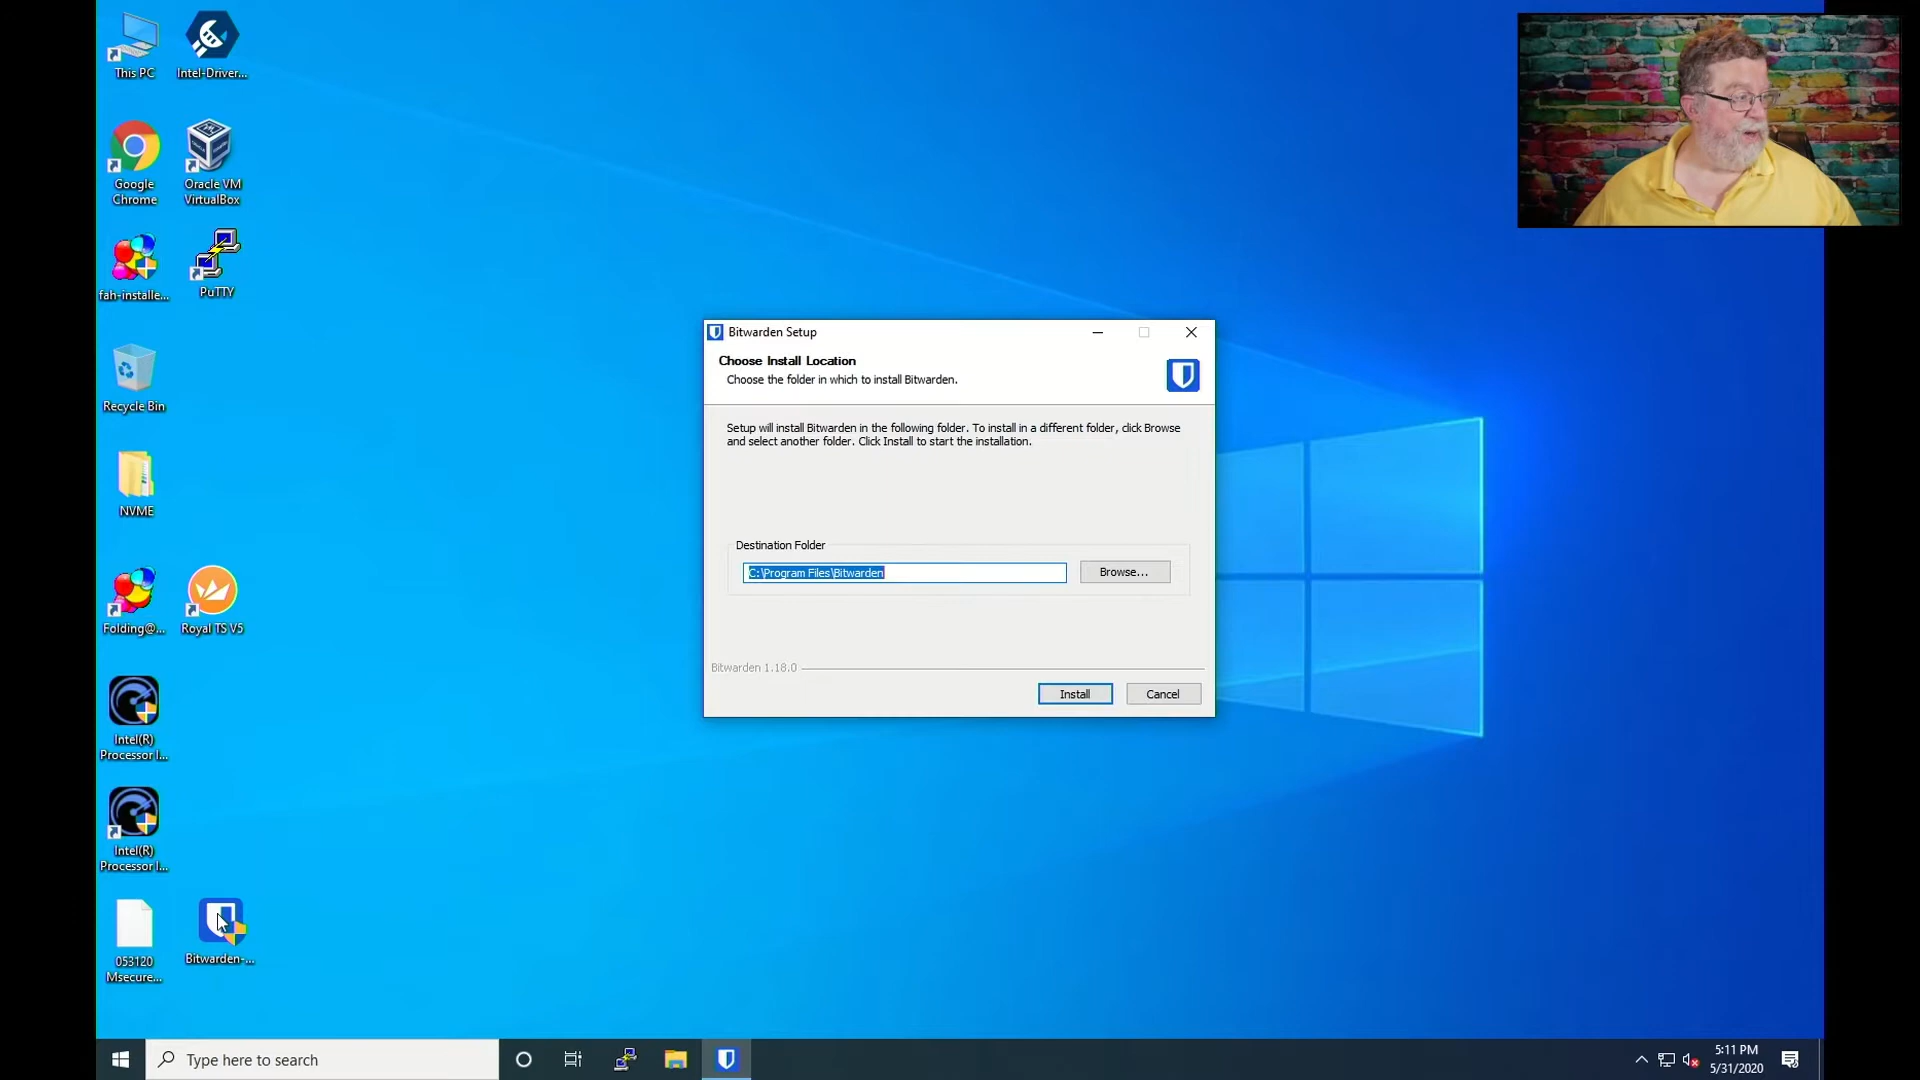 This PC
Intel-Driver...
Google
Chrome
Oracle VM
VirtualBox
fah-installe...
PuTTY
Recycle Bin
NVME
Folding@...
Royal TS V5
Intel(R)
Processor I...
Intel(R)
Processor I...
053120
Msecure...
Bitwarden-...
Bitwarden Setup
Choose Install Location
Choose the folder in which to install Bitwarden.
Setup will install Bitwarden in the following folder. To install in a different folder, click Browse
and select another folder. Click Install to start the installation.
Destination Folder
C:\Program Files\Bitwarden
Browse...
Bitwarden 1.18.0
Install
Cancel
Type here to search
5:11 PM
5/31/2020